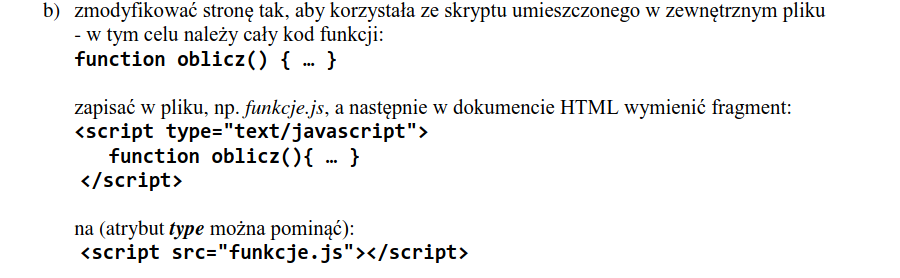 b) zmodyfikować stronę tak, aby korzystała ze skryptu umieszczonego w zewnętrznym pliku
- w tym celu należy cały kod funkcji:
function oblicz() { … }
zapisać w pliku, np. funkcje.js, a następnie w dokumencie HTML wymienić fragment:
<script type="text/javascript">
function oblicz(){ … }
</script>
na (atrybut type można pominąć):
<script src="funkcje.js"></script>